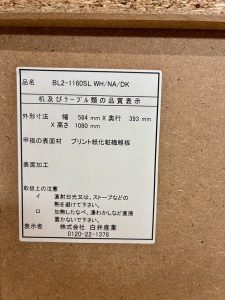 品名 BL2-1160SL WH/NA/DK
机及びテーブル類の品質表示
外形寸法 幅 584 mm X 奥行 393 mm
X 高さ 1080 mm
甲板の表面材 プリント紙化粧繊維板
表面加工
取扱上の注意
イ 直射日光又は、ストーブなどの
熱を避けて下さい。
ロ 加熱したなべ、湯わかしなど直接
置かないで下さい。
表示者 株式会社 白井産業
0120-22-1376